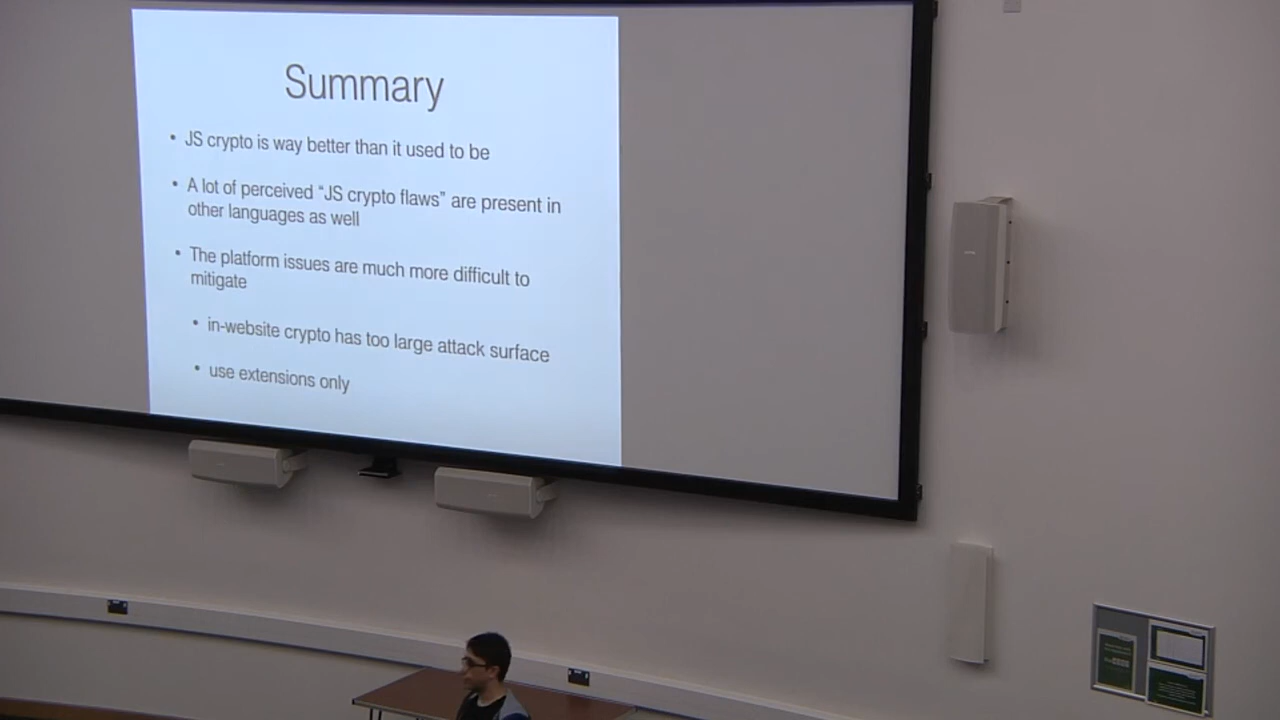 Summary
• JS crypto is way better than it used to be
• A lot of perceived “JS crypto flaws” are present in
other languages as well
• The platform issues are much more difficult to
mitigate
• in-website crypto has too large attack surface
• use extensions only